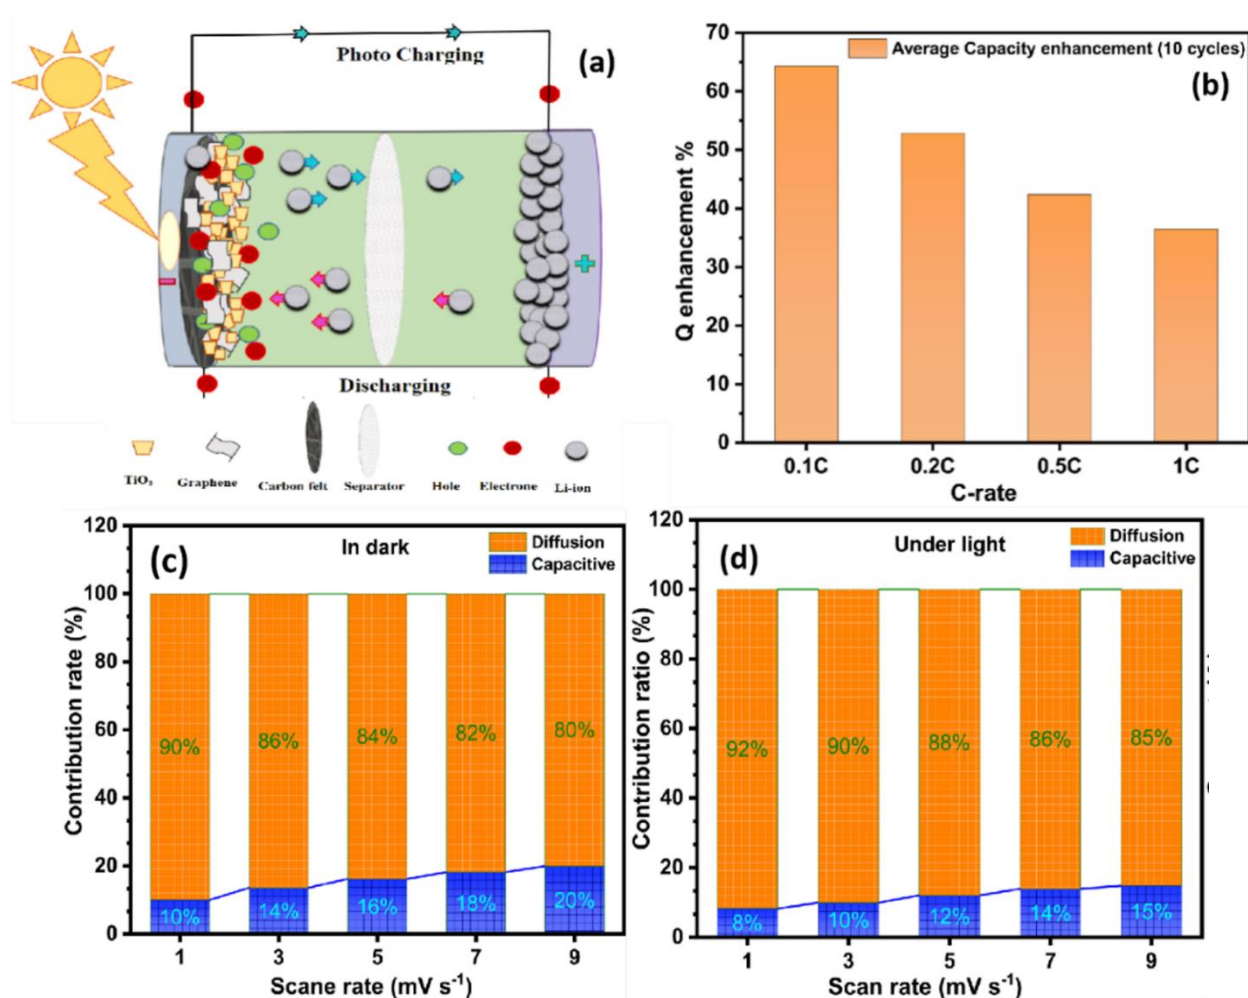 Photo Charging
(a)
Discharging
TiO₂ Graphene Carbon felt Separator Hole Electrone Li-ion
70
60
50
40
30
20
10
0
Q enhancement %
Average Capacity enhancement (10 cycles)
(b)
0.1C 0.2C 0.5C 1C
C-rate
120
100
80
60
40
20
0
Contribution rate (%)
(c)
In dark
Diffusion
Capacitive
90% 86% 84% 82% 80%
10% 14% 16% 18% 20%
1 3 5 7 9
Scane rate (mV s⁻¹)
120
100
80
60
40
20
0
Contribution ratio (%)
(d)
Under light
Diffusion
Capacitive
92% 90% 88% 86% 85%
8% 10% 12% 14% 15%
1 3 5 7 9
Scan rate (mV s⁻¹)